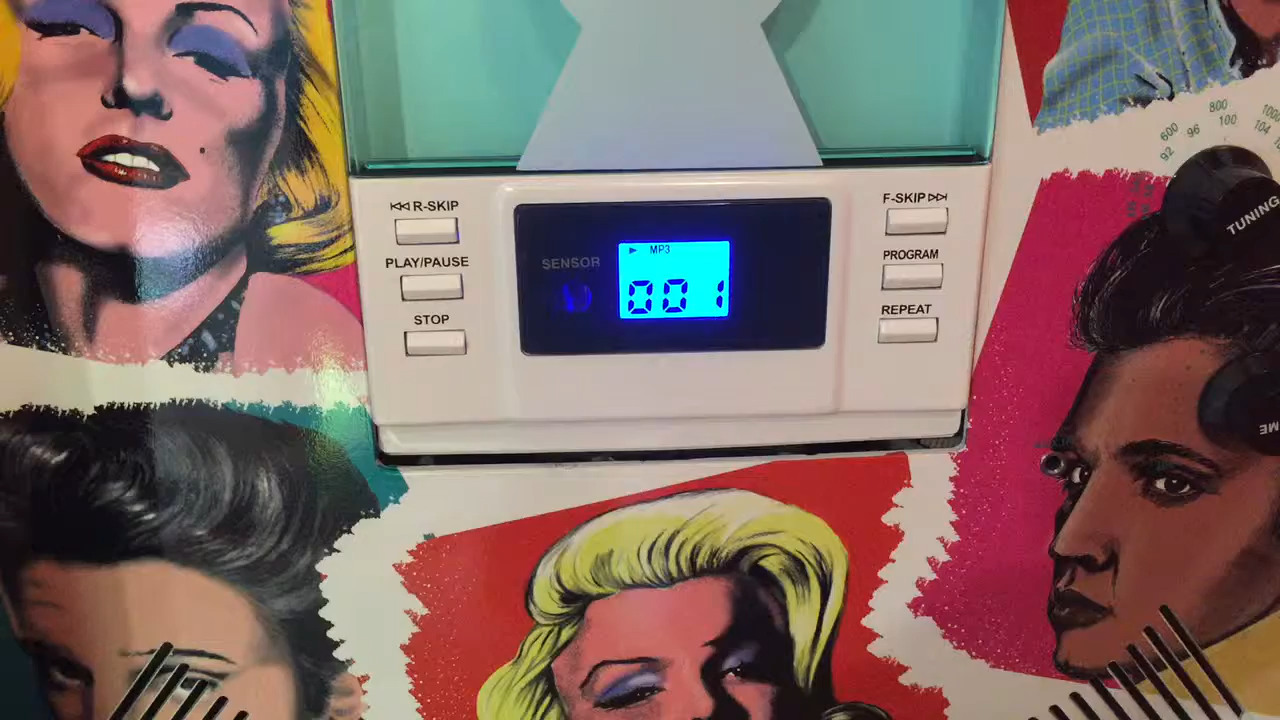 R-SKIP
PLAY/PAUSE
STOP
SENSOR
MP3
001
F-SKIP
PROGRAM
REPEAT
600 800 1000
92 96 100 104
TUNING